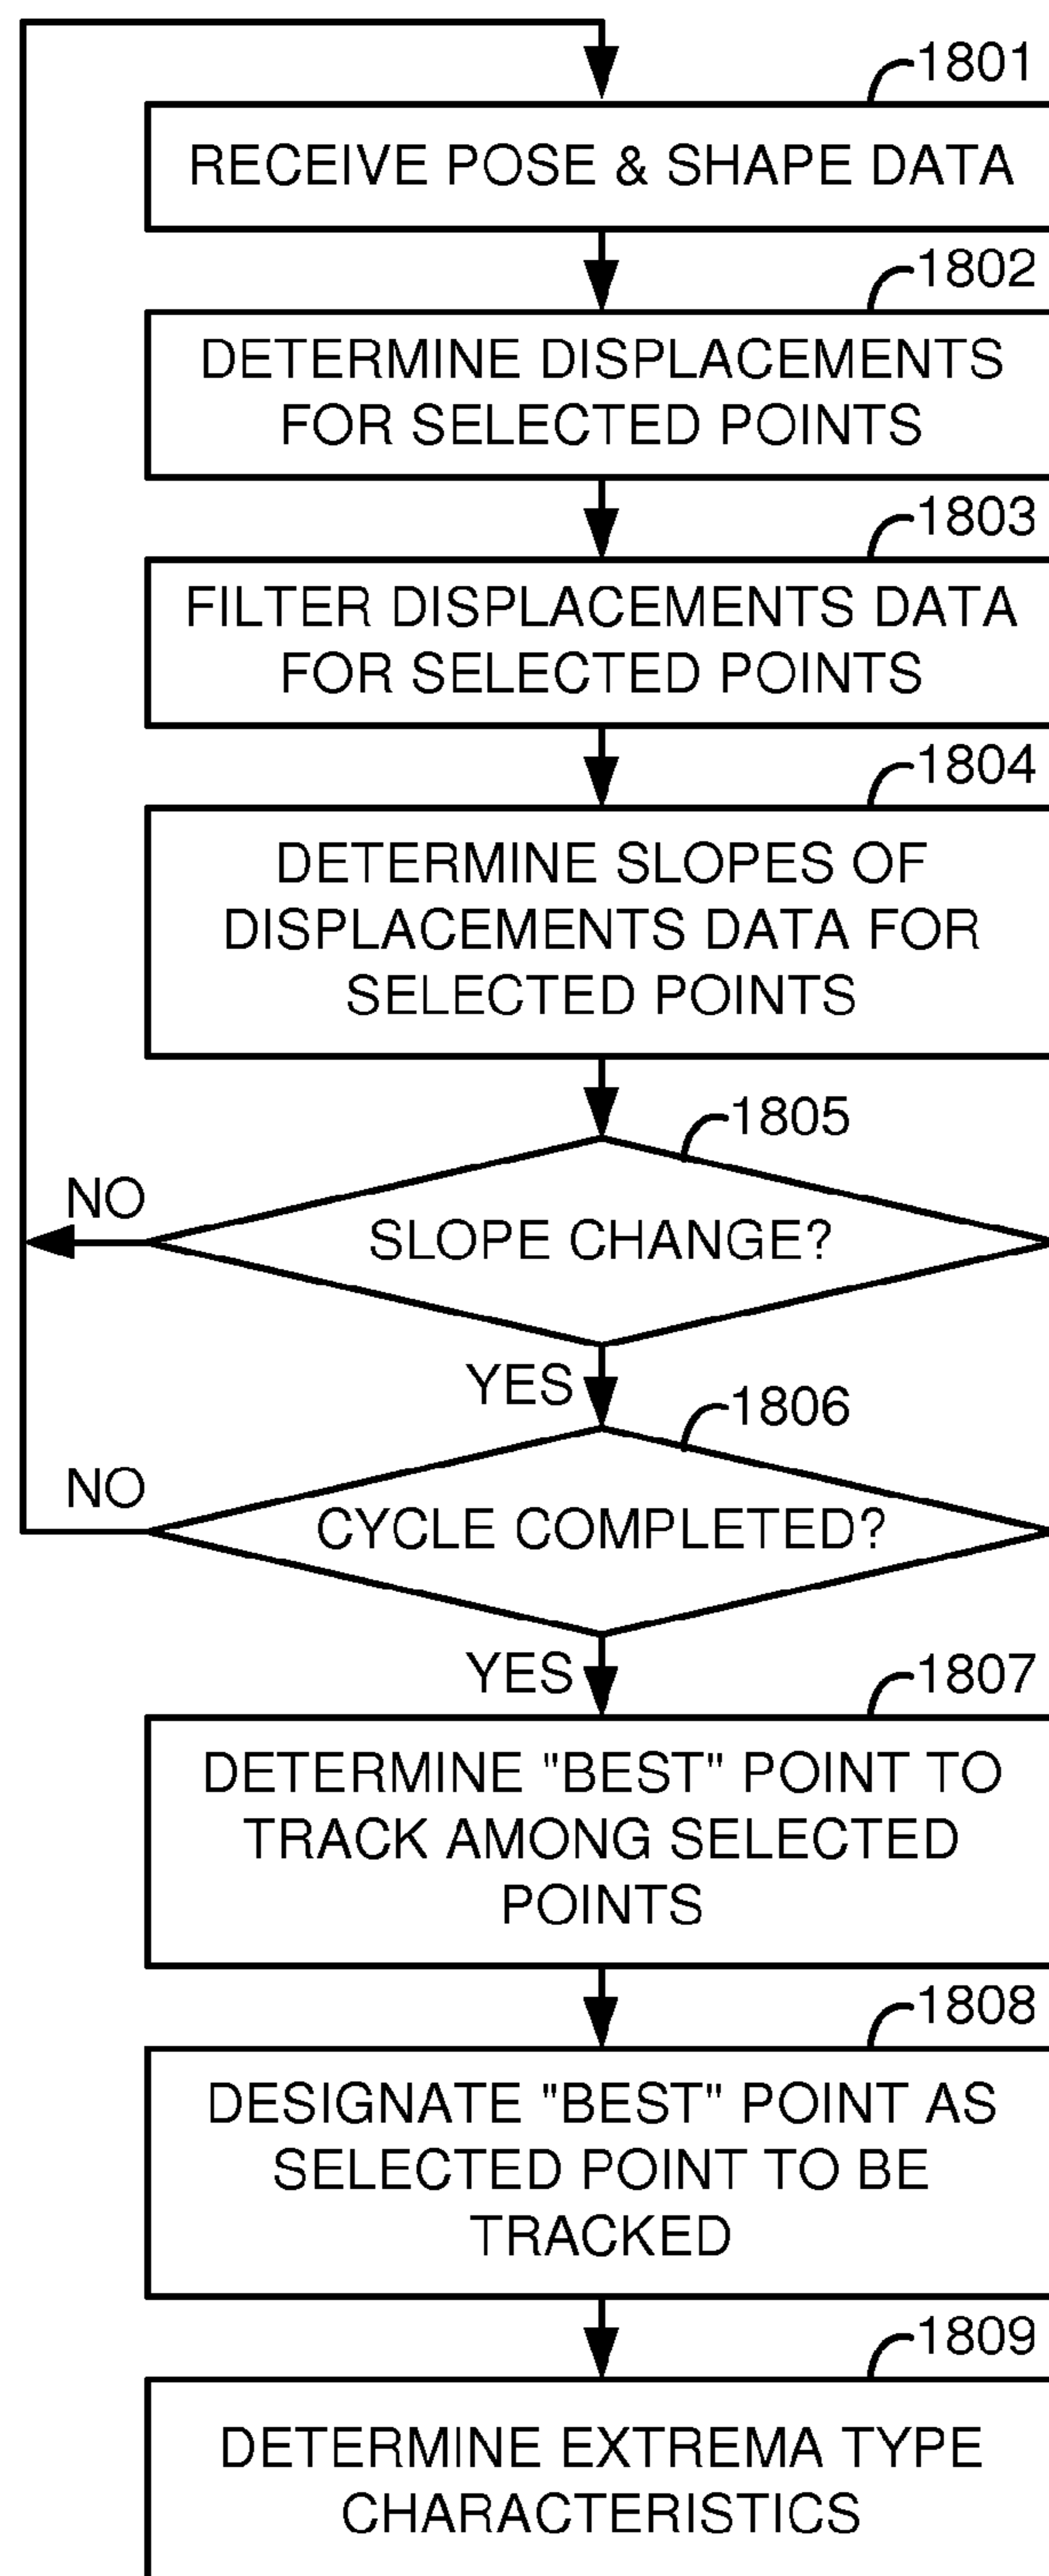 1801
RECEIVE POSE & SHAPE DATA
1802
DETERMINE DISPLACEMENTS
FOR SELECTED POINTS
1803
FILTER DISPLACEMENTS DATA
FOR SELECTED POINTS
1804
DETERMINE SLOPES OF
DISPLACEMENTS DATA FOR
SELECTED POINTS
1805
NO
SLOPE CHANGE?
YES
1806
NO
CYCLE COMPLETED?
YES
1807
DETERMINE "BEST" POINT TO
TRACK AMONG SELECTED
POINTS
1808
DESIGNATE "BEST" POINT AS
SELECTED POINT TO BE
TRACKED
1809
DETERMINE EXTREMA TYPE
CHARACTERISTICS